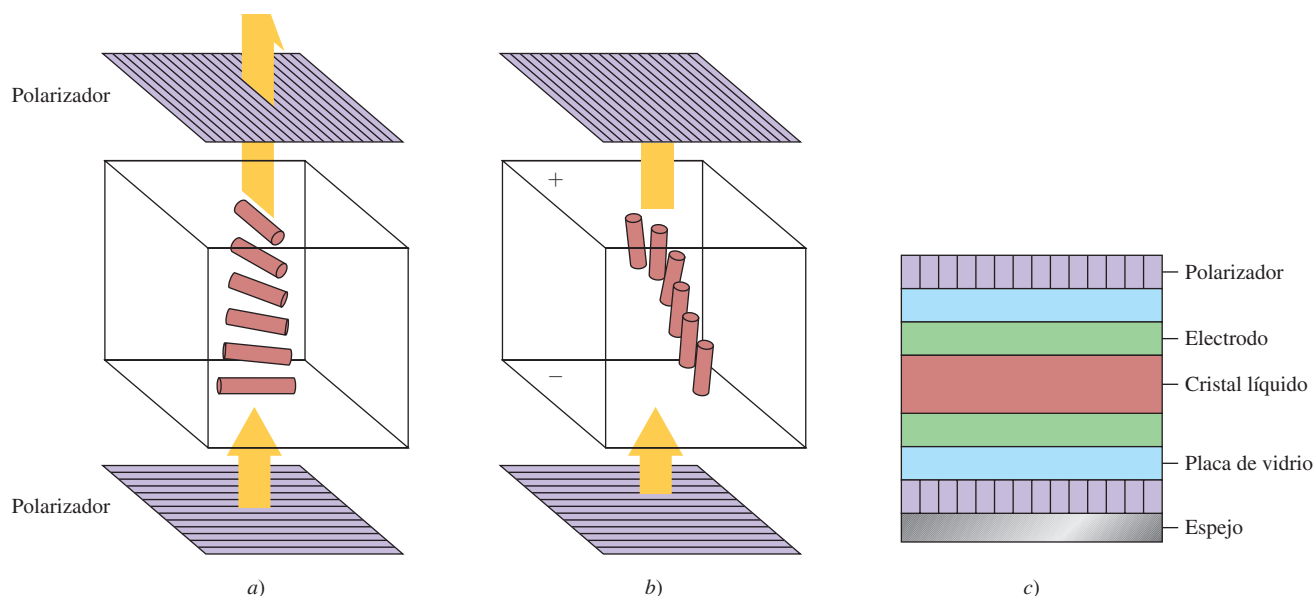 Polarizador
Polarizador
a)
+
−
b)
Polarizador
Electrodo
Cristal líquido
Placa de vidrio
Espejo
c)